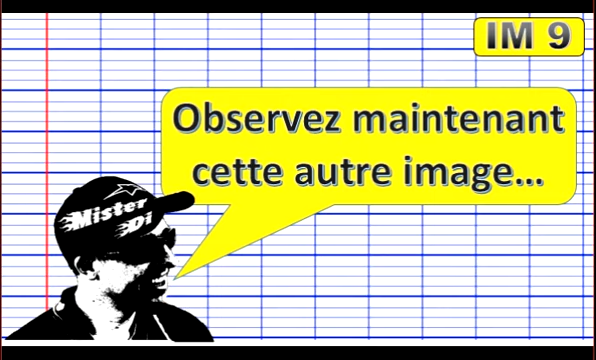 IM 9
Observez maintenant
cette autre image...
Mister
Di